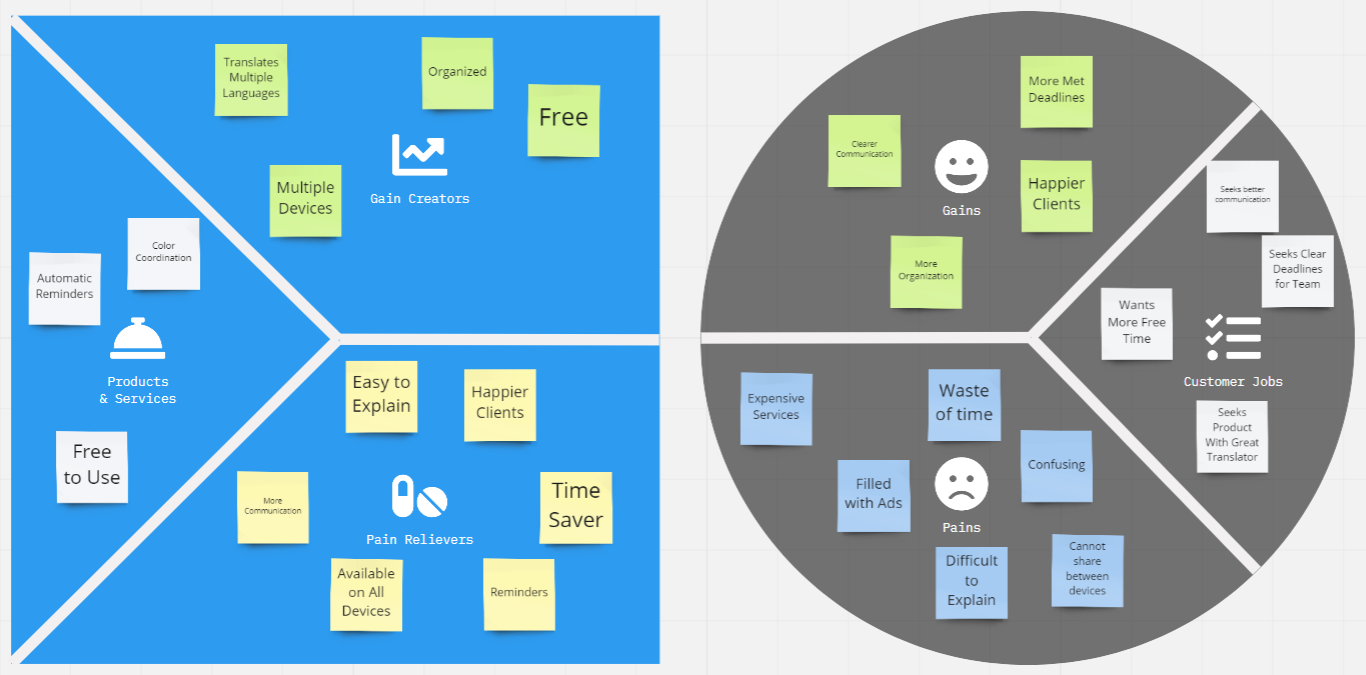 Translates
Multiple
Languages
Organized
Free
Multiple
Devices
Gain Creators
Color
Coordination
Automatic
Reminders
Products
& Services
Free
to Use
Easy to
Explain
Happier
Clients
More
Communication
Time
Saver
Pain Relievers
Available
on All
Devices
Reminders
More Met
Deadlines
Clearer
Communication
Happier
Clients
Gains
More
Organization
Seeks better
communication
Seeks Clear
Deadlines
for Team
Wants
More Free
Time
Customer Jobs
Seeks
Product
With Great
Translator
Expensive
Services
Waste
of time
Confusing
Filled
with Ads
Pains
Difficult
to
Explain
Cannot
share
between
devices